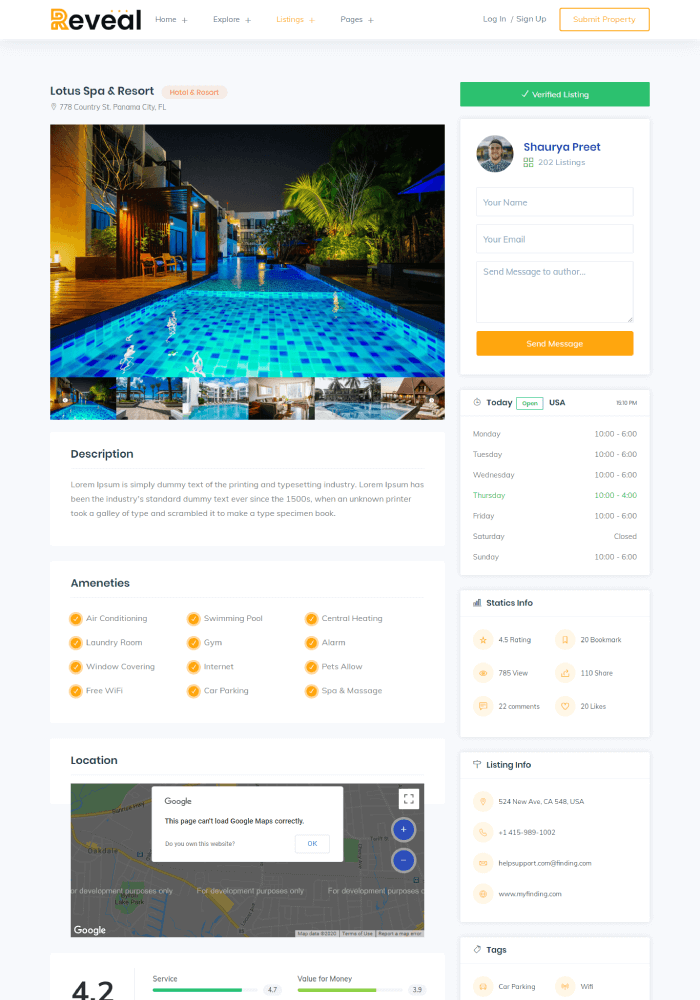 Reveal
Home + Explore + Listings + Pages +
Log In / Sign Up
Submit Property
Lotus Spa & Resort
Hotel & Resort
778 Country St. Panama City, FL
Description
Lorem Ipsum is simply dummy text of the printing and typesetting industry. Lorem Ipsum has
been the industry's standard dummy text ever since the 1500s, when an unknown printer
took a galley of type and scrambled it to make a type specimen book.
Ameneties
Air Conditioning
Swimming Pool
Central Heating
Laundry Room
Gym
Alarm
Window Covering
Internet
Pets Allow
Free WiFi
Car Parking
Spa & Massage
Location
Google
This page can't load Google Maps correctly.
Do you own this website?
OK
+
−
Oakdale
Lake Park
or development purposes only
For development purposes only
For development purposes o
Google
Map data ©2020
Terms of Use
Report a map error
4.2
Service
4.7
Value for Money
3.9
Verified Listing
Shaurya Preet
202 Listings
Your Name
Your Email
Send Message to author...
Send Message
Today Open USA 15:10 PM
Monday 10:00 - 6:00
Tuesday 10:00 - 6:00
Wednesday 10:00 - 6:00
Thursday 10:00 - 4:00
Friday 10:00 - 6:00
Saturday Closed
Sunday 10:00 - 6:00
Statics Info
4.5 Rating
20 Bookmark
785 View
110 Share
22 comments
20 Likes
Listing Info
524 New Ave, CA 548, USA
+1 415-989-1002
helpsupport.com@finding.com
www.myfinding.com
Tags
Car Parking
Wifi